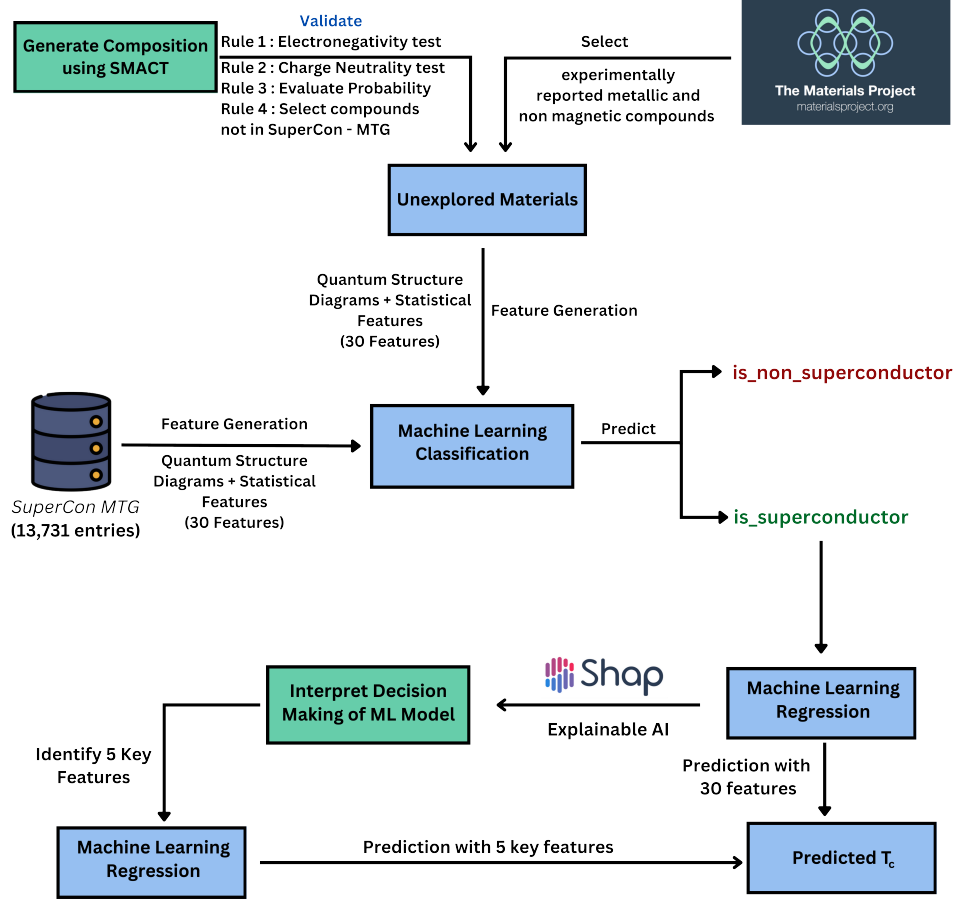 Generate Composition
using SMACT
Validate
Rule 1 : Electronegativity test
Rule 2 : Charge Neutrality test
Rule 3 : Evaluate Probability
Rule 4 : Select compounds
not in SuperCon - MTG
Select
experimentally
reported metallic and
non magnetic compounds
The Materials Project
materialsproject.org
Unexplored Materials
Quantum Structure
Diagrams + Statistical
Features
(30 Features)
Feature Generation
SuperCon MTG
(13,731 entries)
Feature Generation
Quantum Structure
Diagrams + Statistical
Features
(30 Features)
Machine Learning
Classification
Predict
is_non_superconductor
is_superconductor
Machine Learning
Regression
Shap
Explainable AI
Interpret Decision
Making of ML Model
Identify 5 Key
Features
Prediction with
30 features
Machine Learning
Regression
Prediction with 5 key features
Predicted Tc